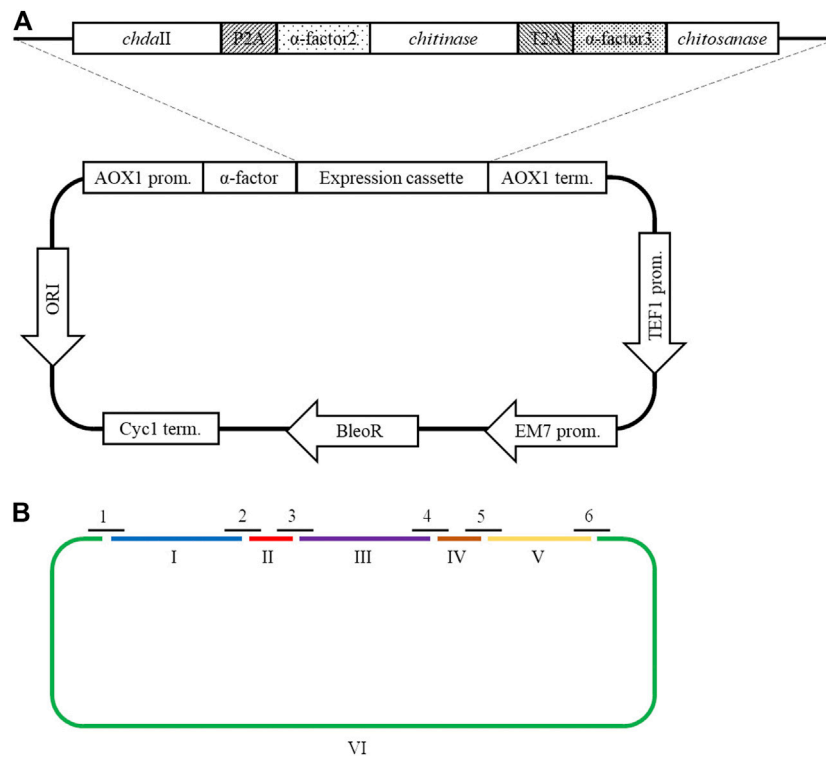 A
chdaII P2A α-factor2 chitinase T2A α-factor3 chitosanase
AOX1 prom. α-factor Expression cassette AOX1 term.
ORI
TEF1 prom.
Cyc1 term. BleoR EM7 prom.
B
1 2 3 4 5 6
I II III IV V
VI